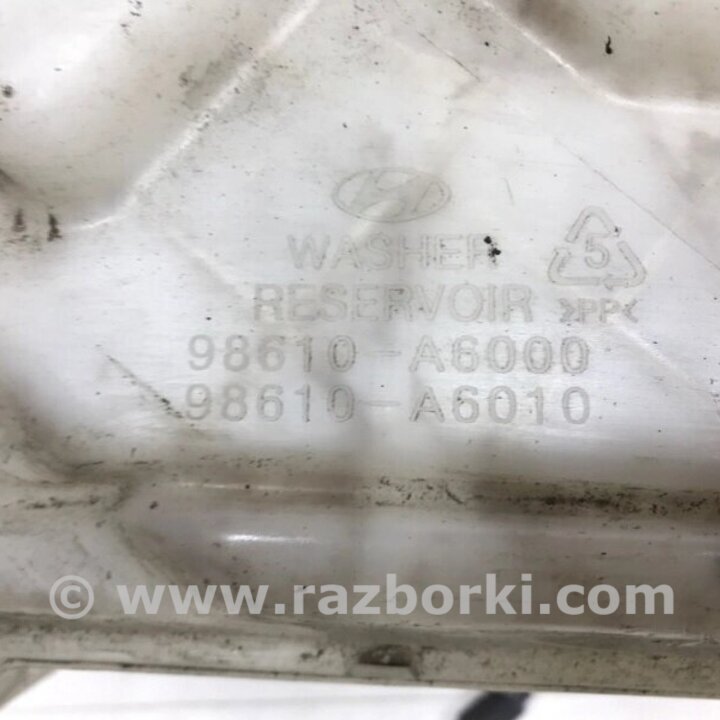 WASHER
RESERVOIR
5
>PP<
98610-A6000
98610-A6010
© www.razborki.com